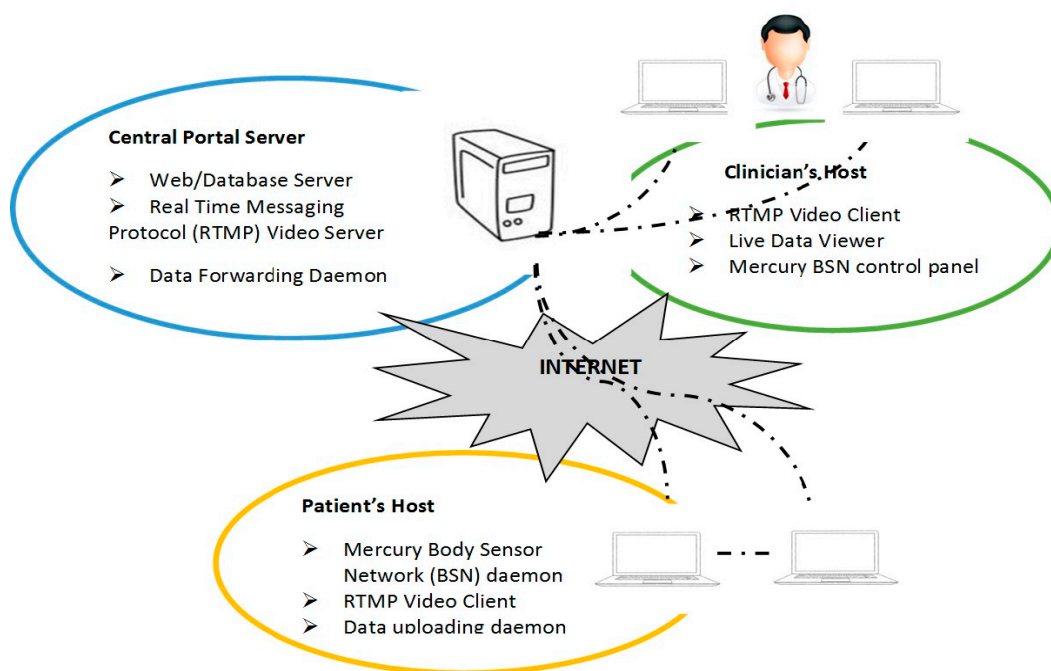 Central Portal Server
➢ Web/Database Server
➢ Real Time Messaging
Protocol (RTMP) Video Server
➢ Data Forwarding Daemon
Clinician's Host
➢ RTMP Video Client
➢ Live Data Viewer
➢ Mercury BSN control panel
INTERNET
Patient's Host
➢ Mercury Body Sensor
Network (BSN) daemon
➢ RTMP Video Client
➢ Data uploading daemon